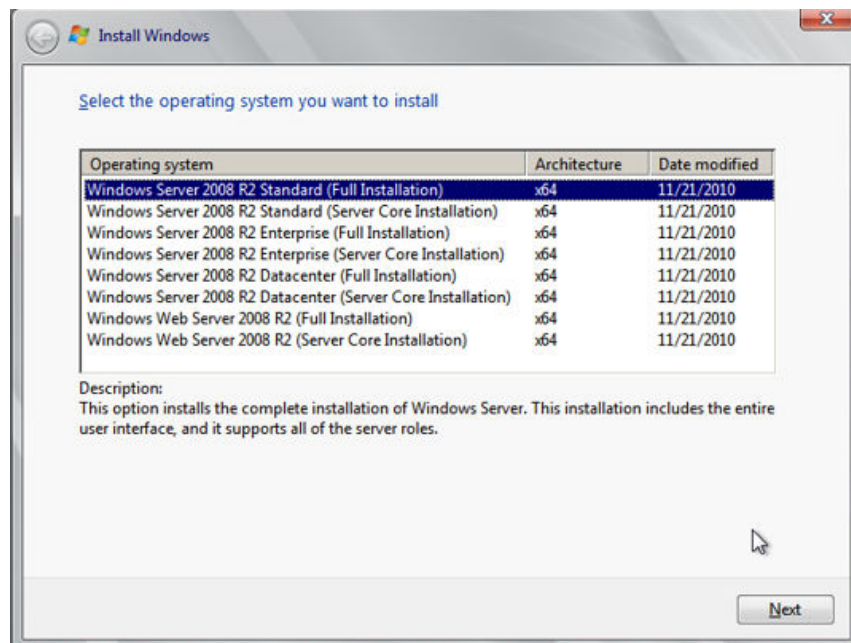 Install Windows
Select the operating system you want to install
Operating system Architecture Date modified
Windows Server 2008 R2 Standard (Full Installation) x64 11/21/2010
Windows Server 2008 R2 Standard (Server Core Installation) x64 11/21/2010
Windows Server 2008 R2 Enterprise (Full Installation) x64 11/21/2010
Windows Server 2008 R2 Enterprise (Server Core Installation) x64 11/21/2010
Windows Server 2008 R2 Datacenter (Full Installation) x64 11/21/2010
Windows Server 2008 R2 Datacenter (Server Core Installation) x64 11/21/2010
Windows Web Server 2008 R2 (Full Installation) x64 11/21/2010
Windows Web Server 2008 R2 (Server Core Installation) x64 11/21/2010
Description:
This option installs the complete installation of Windows Server. This installation includes the entire
user interface, and it supports all of the server roles.
Next